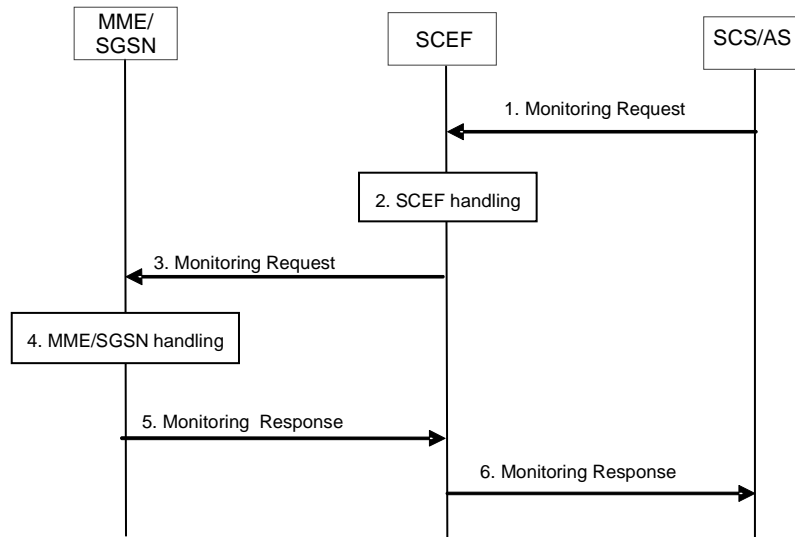 MME/
SGSN
SCEF
SCS/AS
1. Monitoring Request
2. SCEF handling
3. Monitoring Request
4. MME/SGSN handling
5. Monitoring  Response
6. Monitoring Response